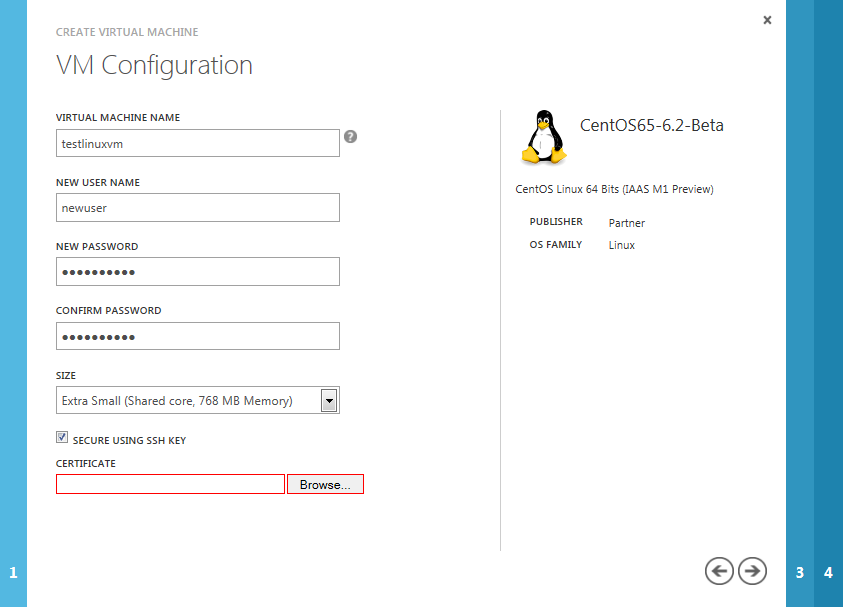 CREATE VIRTUAL MACHINE
VM Configuration
VIRTUAL MACHINE NAME
testlinuxvm
?
NEW USER NAME
newuser
NEW PASSWORD
●●●●●●●●●●
CONFIRM PASSWORD
●●●●●●●●●●
SIZE
Extra Small (Shared core, 768 MB Memory)
SECURE USING SSH KEY
CERTIFICATE
Browse...
CentOS65-6.2-Beta
CentOS Linux 64 Bits (IAAS M1 Preview)
PUBLISHER Partner
OS FAMILY Linux
1
3
4